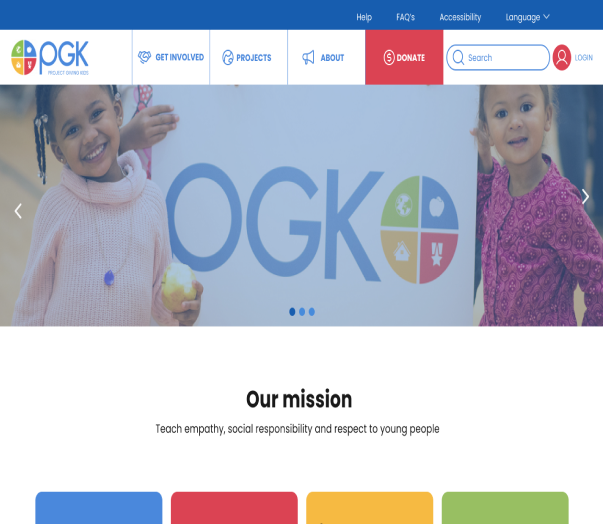 Help FAQ's Accessibility Language
PGK
PROJECT GIVING KIDS
GET INVOLVED PROJECTS ABOUT DONATE Search LOGIN
OGK
Our mission
Teach empathy, social responsibility and respect to young people